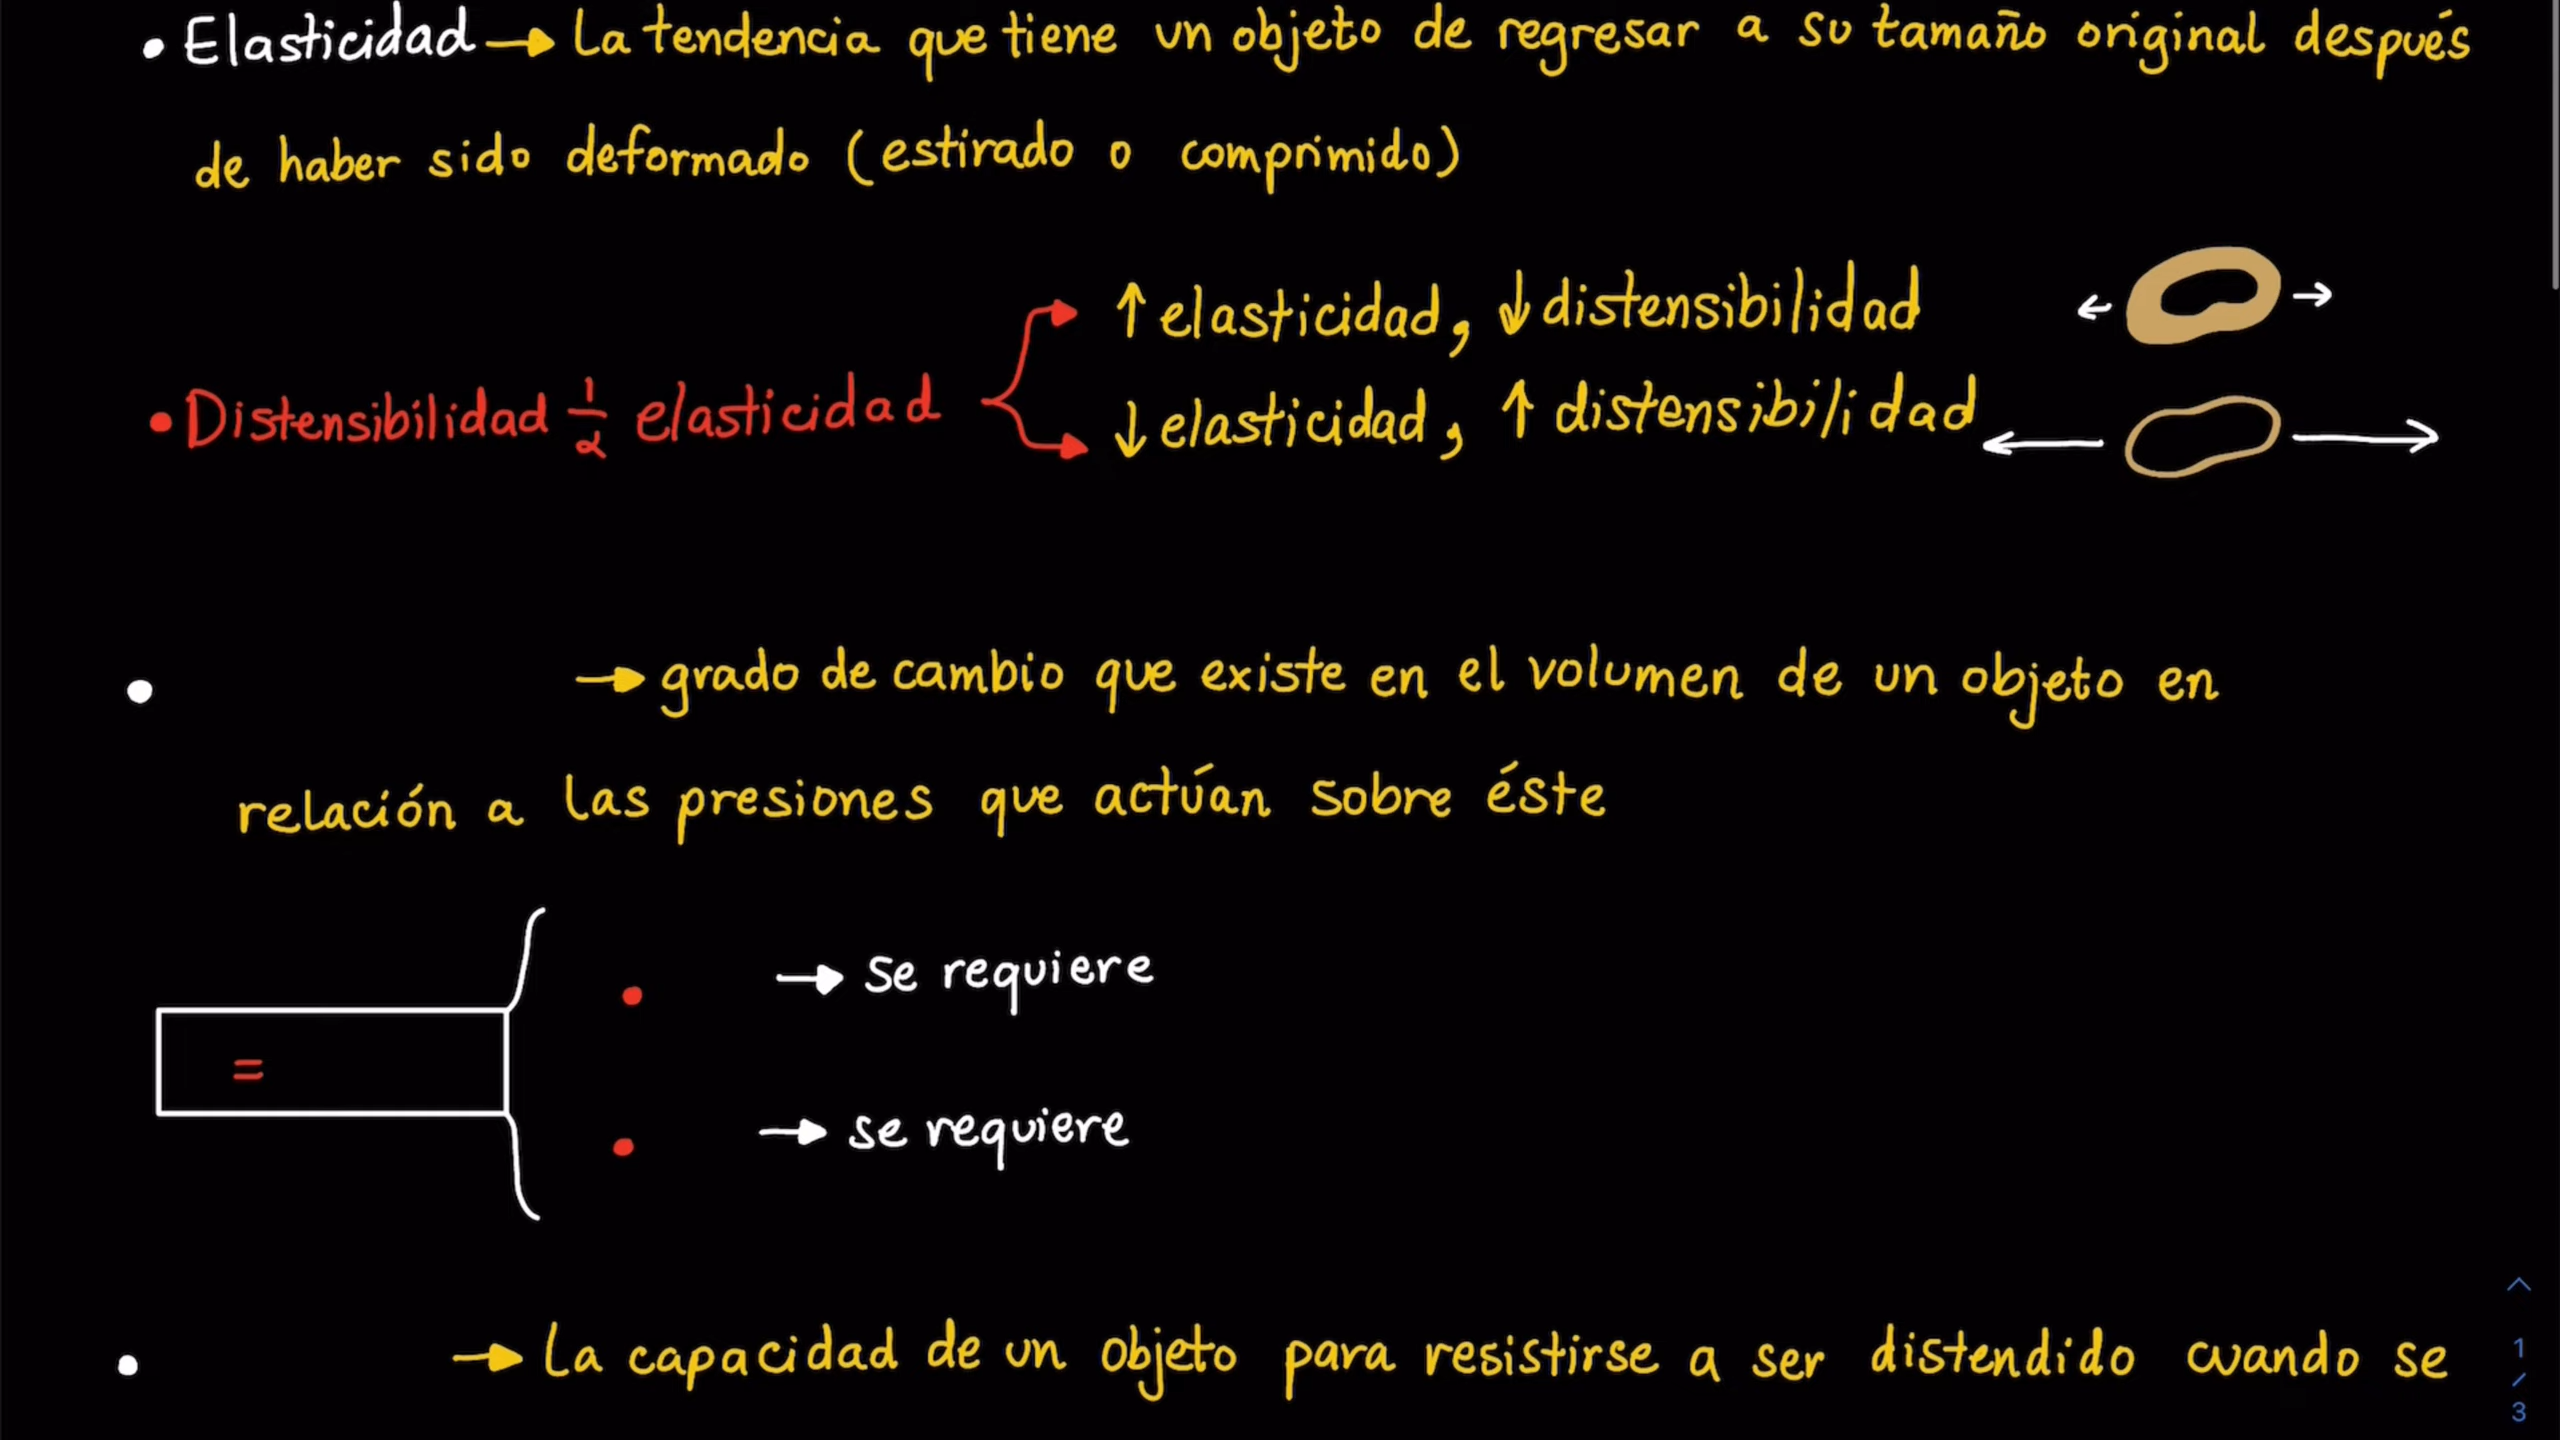 • Elasticidad → La tendencia que tiene un objeto de regresar a su tamaño original después
de haber sido deformado (estirado o comprimido)
↑ elasticidad, ↓ distensibilidad
• Distensibilidad 1/α elasticidad
↓ elasticidad, ↑ distensibilidad
• → grado de cambio que existe en el volumen de un objeto en
relación a las presiones que actúan sobre éste
• → se requiere
=
• → se requiere
• → La capacidad de un objeto para resistirse a ser distendido cuando se
1/3